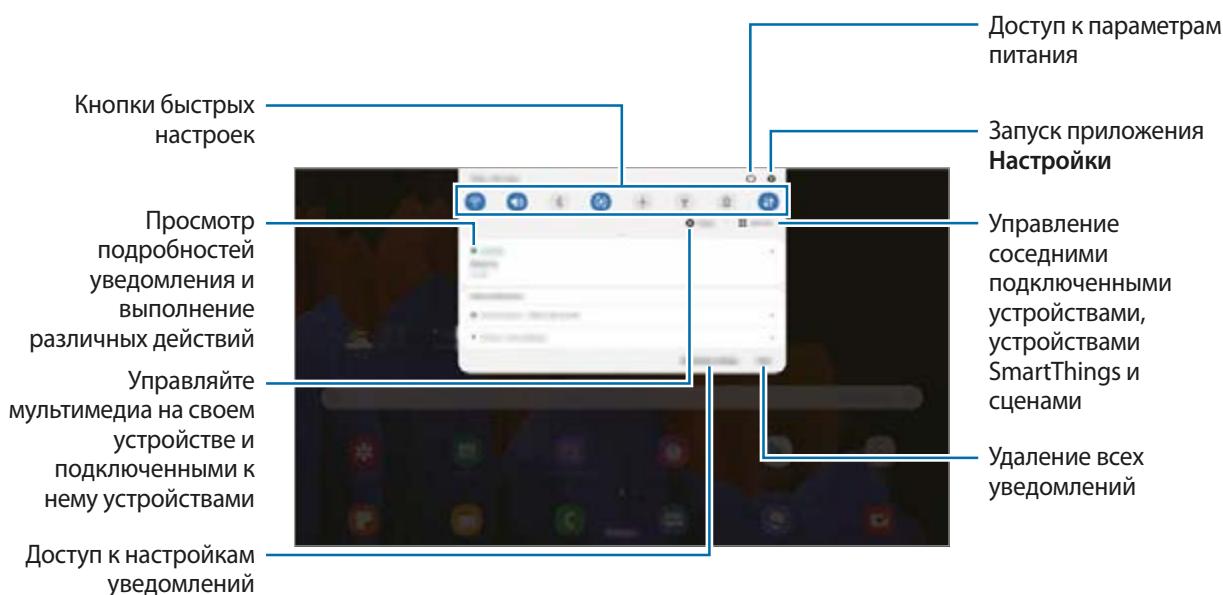 Доступ к параметрам
питания
Кнопки быстрых
настроек
Запуск приложения
Настройки
Просмотр
подробностей
уведомления и
выполнение
различных действий
Управление
соседними
подключенными
устройствами,
устройствами
SmartThings и
сценами
Управляйте
мультимедиа на своем
устройстве и
подключенными к
нему устройствами
Удаление всех
уведомлений
Доступ к настройкам
уведомлений